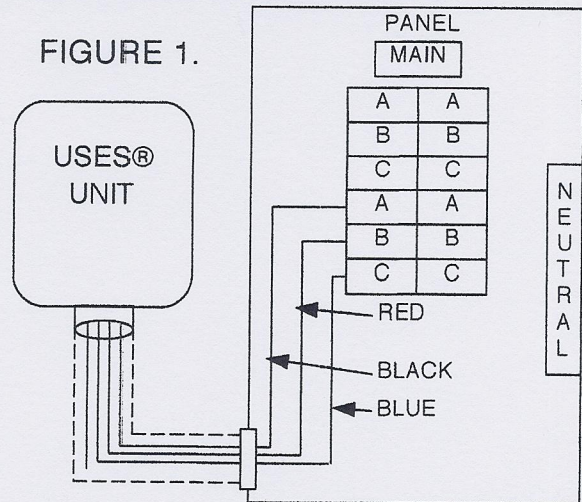 FIGURE 1.
USES®
UNIT
PANEL
MAIN
A A
B B
C C
A A
B B
C C
NEUTRAL
RED
BLACK
BLUE